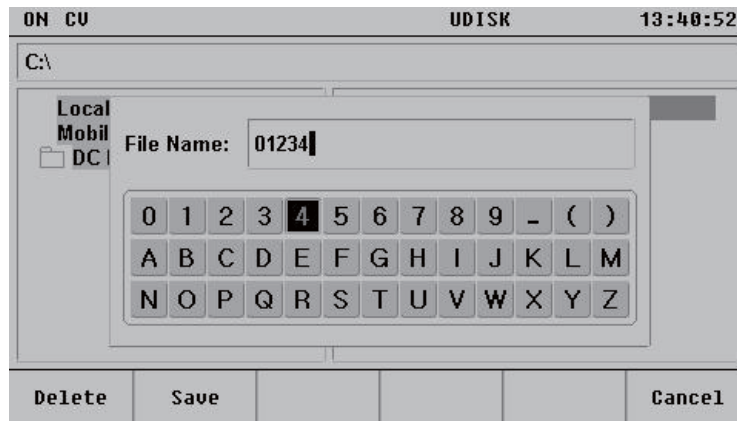 ON CV UDISK 13:40:52
C:\
Local
Mobil
DC
File Name: 01234
0 1 2 3 4 5 6 7 8 9 _ ( )
A B C D E F G H I J K L M
N O P Q R S T U V W X Y Z
Delete Save Cancel